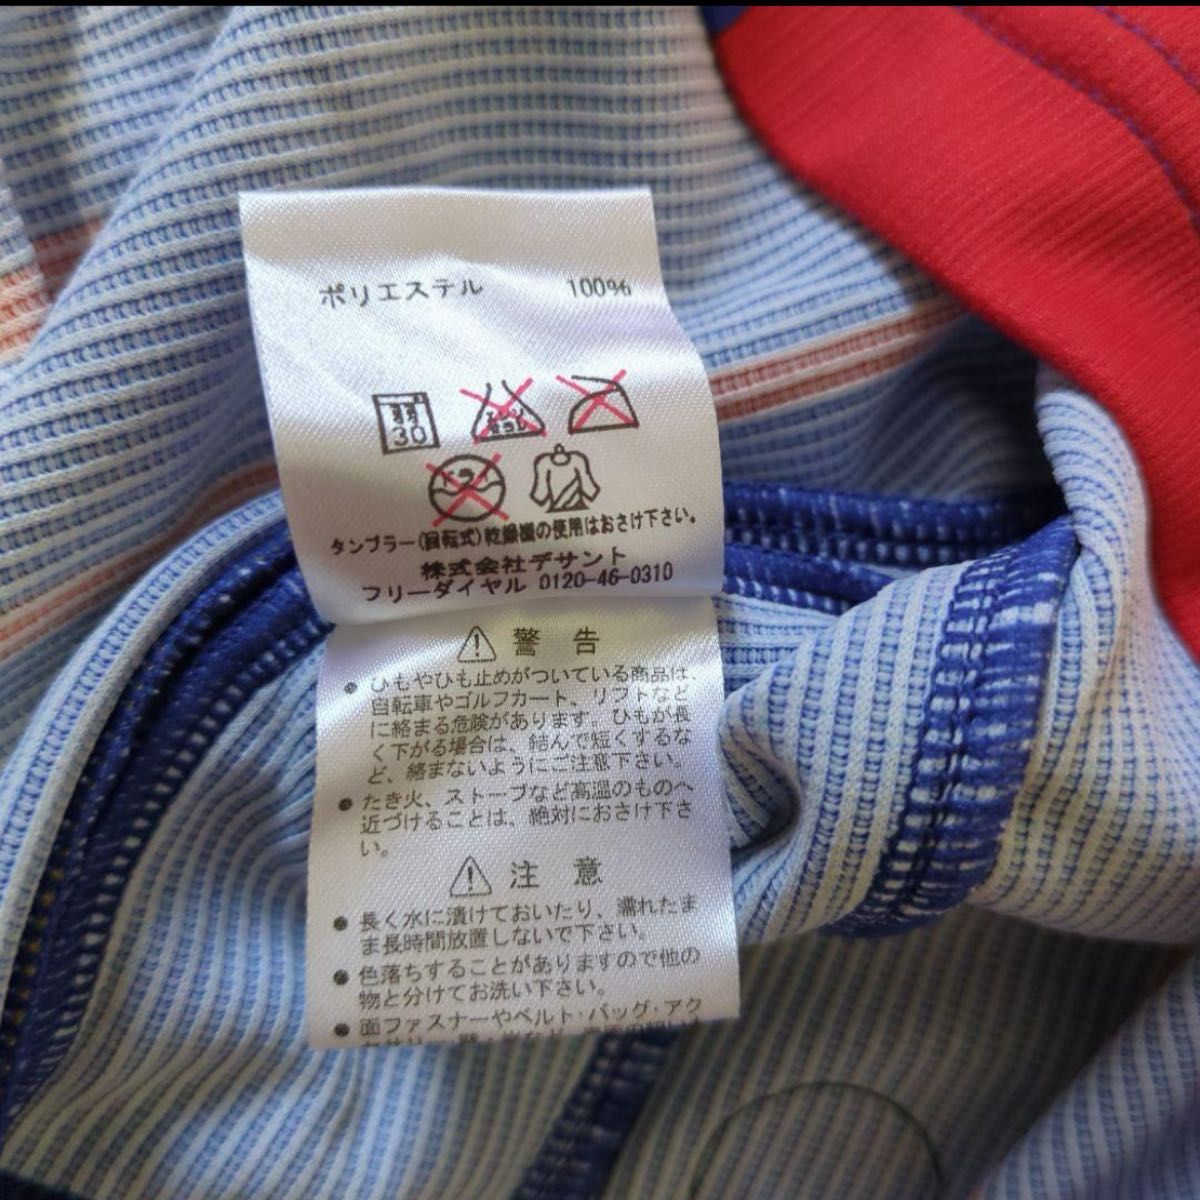 ポリエステル 100%
弱
30
エンソ
サラシ
ドライ
タンブラー(回転式)乾燥機の使用はおさけ下さい。
株式会社デサント
フリーダイヤル 0120-46-0310
警告
● ひもやひも止めがついている商品は、
自転車やゴルフカート、リフトなど
に絡まる危険があります。ひもが長
く下がる場合は、結んで短くするな
ど、絡まないようにご注意下さい。
● たき火、ストーブなど高温のものへ
近づけることは、絶対におさけ下さ
い。
注意
● 長く水に漬けておいたり、濡れたま
ま長時間放置しないで下さい。
● 色落ちすることがありますので他の
物と分けてお洗い下さい。
● 面ファスナーやベルト・バッグ・アク